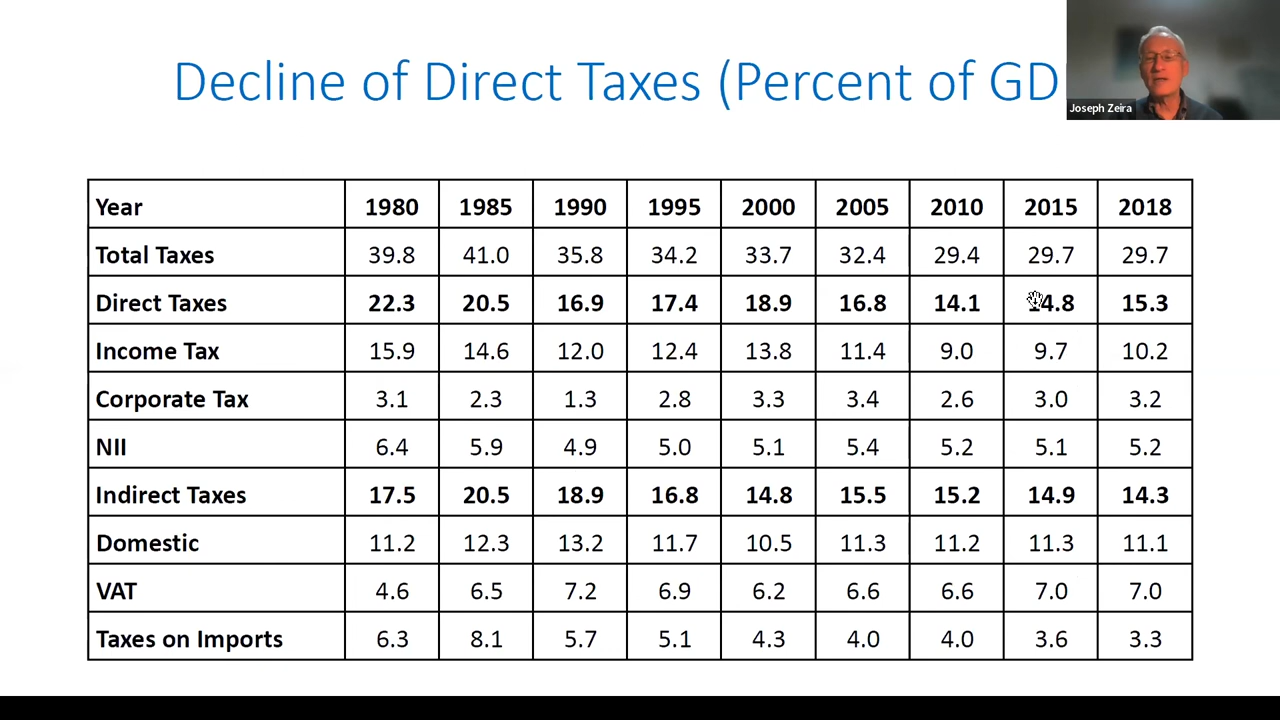 Decline of Direct Taxes (Percent of GD
Joseph Zeira
Year 1980 1985 1990 1995 2000 2005 2010 2015 2018
Total Taxes 39.8 41.0 35.8 34.2 33.7 32.4 29.4 29.7 29.7
Direct Taxes 22.3 20.5 16.9 17.4 18.9 16.8 14.1 14.8 15.3
Income Tax 15.9 14.6 12.0 12.4 13.8 11.4 9.0 9.7 10.2
Corporate Tax 3.1 2.3 1.3 2.8 3.3 3.4 2.6 3.0 3.2
NII 6.4 5.9 4.9 5.0 5.1 5.4 5.2 5.1 5.2
Indirect Taxes 17.5 20.5 18.9 16.8 14.8 15.5 15.2 14.9 14.3
Domestic 11.2 12.3 13.2 11.7 10.5 11.3 11.2 11.3 11.1
VAT 4.6 6.5 7.2 6.9 6.2 6.6 6.6 7.0 7.0
Taxes on Imports 6.3 8.1 5.7 5.1 4.3 4.0 4.0 3.6 3.3